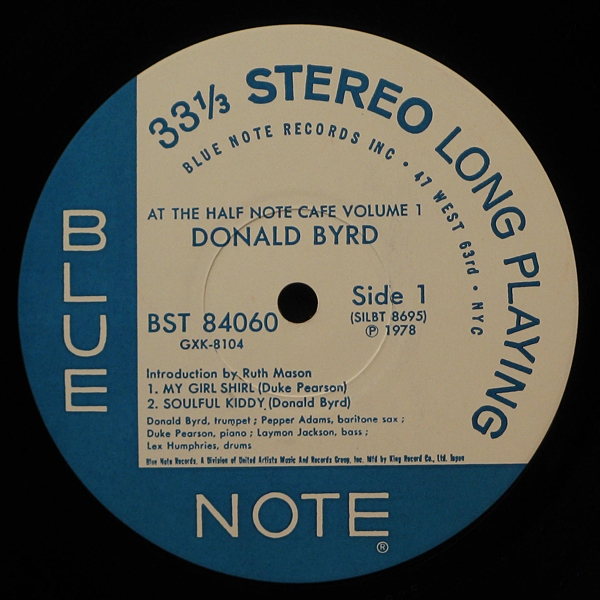 33⅓ STEREO LONG PLAYING
BLUE NOTE RECORDS INC • 47 WEST 63rd • NYC
AT THE HALF NOTE CAFE VOLUME 1
DONALD BYRD
BST 84060
GXK-8104
Side 1
(SILBT 8695)
Ⓟ 1978
Introduction by Ruth Mason
1. MY GIRL SHIRL (Duke Pearson)
2. SOULFUL KIDDY (Donald Byrd)
Donald Byrd, trumpet ; Pepper Adams, baritone sax ;
Duke Pearson, piano ; Laymon Jackson, bass ;
Lex Humphries, drums
Blue Note Records, A Division of United Artists Music And Records Group, Inc. Mfd by King Record Co., Ltd. Japan
BLUE
NOTE
®